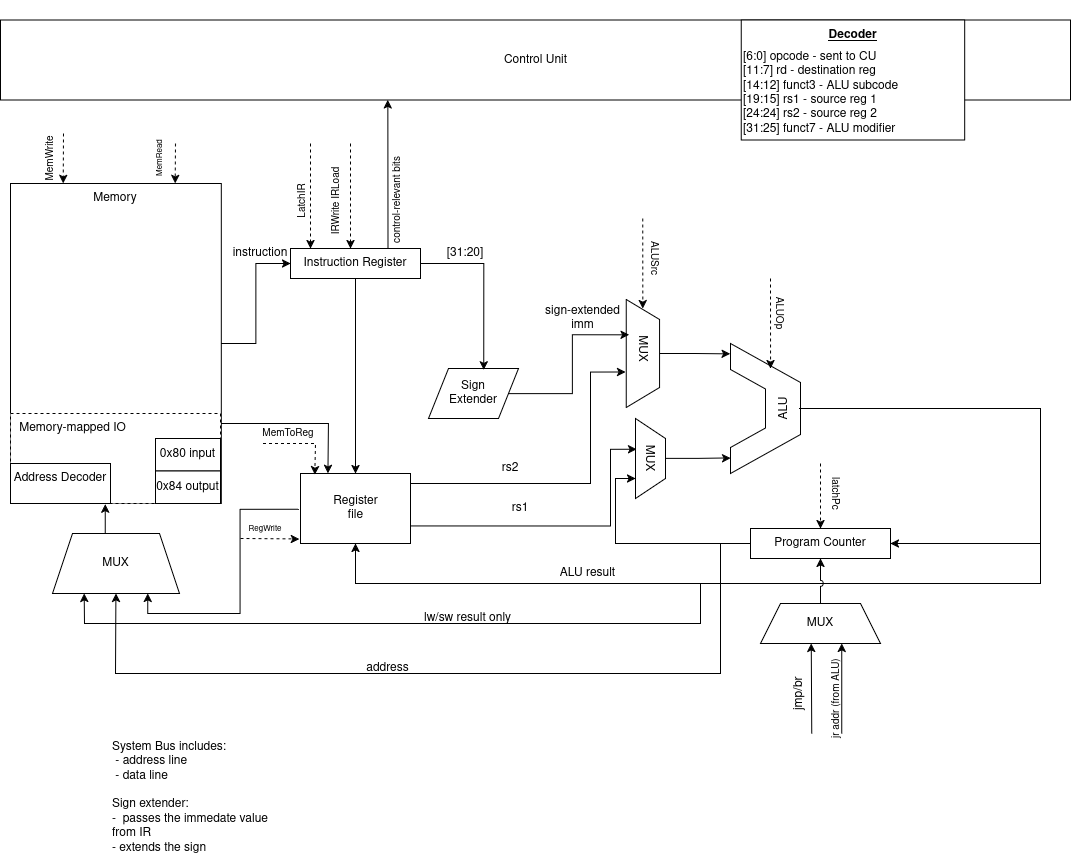 Control Unit
Decoder
[6:0] opcode - sent to CU
[11:7] rd - destination reg
[14:12] funct3 - ALU subcode
[19:15] rs1 - source reg 1
[24:24] rs2 - source reg 2
[31:25] funct7 - ALU modifier
MemWrite
MemRead
LatchIR
IRWrite IRLoad
control-relevant bits
Memory
instruction
Instruction Register
[31:20]
ALUSrc
ALUOp
sign-extended
imm
MUX
Sign
Extender
ALU
Memory-mapped IO
MemToReg
0x80 input
Address Decoder
0x84 output
MUX
rs2
rs1
Register
file
latchPc
RegWrite
Program Counter
MUX
ALU result
lw/sw result only
MUX
address
jmp/br
jr addr (from ALU)
System Bus includes:
- address line
- data line
Sign extender:
- passes the immedate value
from IR
- extends the sign